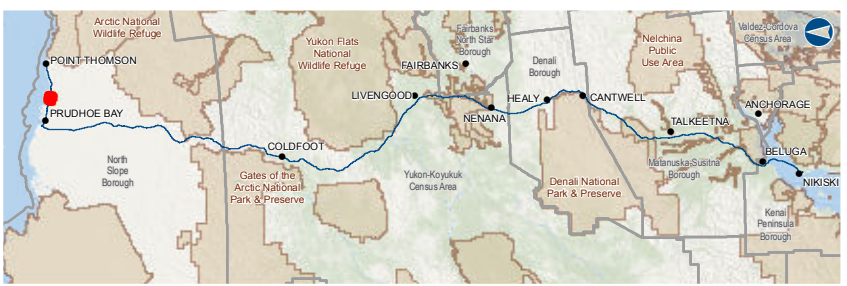 Arctic National
Wildlife Refuge
POINT THOMSON
PRUDHOE BAY
North
Slope
Borough
COLDFOOT
Gates of the
Arctic National
Park & Preserve
Yukon Flats
National
Wildlife Refuge
LIVENGOOD
FAIRBANKS
Fairbanks
North Star
Borough
NENANA
Yukon-Koyukuk
Census Area
Denali
Borough
HEALY
CANTWELL
Denali National
Park & Preserve
Nelchina
Public
Use Area
TALKEETNA
Matanuska-Susitna
Borough
Valdez-Cordova
Census Area
ANCHORAGE
BELUGA
NIKISKI
Kenai
Peninsula
Borough